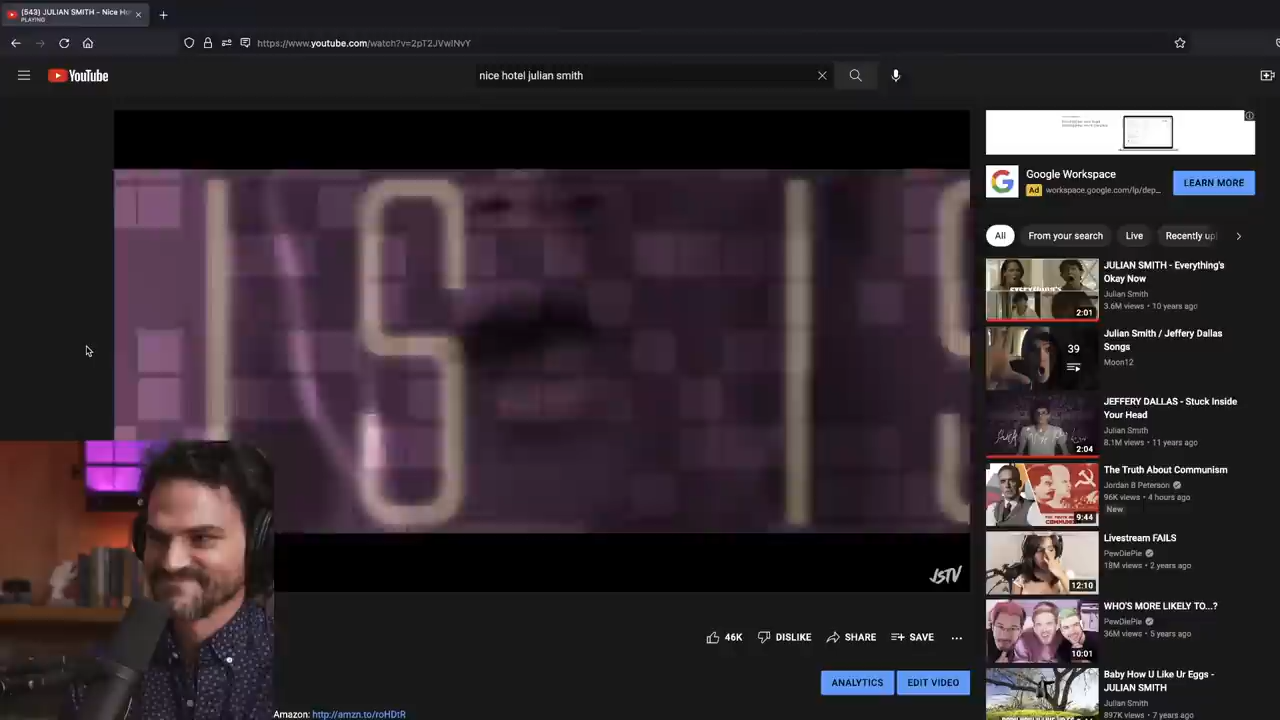 (543) JULIAN SMITH - Nice Ho
PLAYING
https://www.youtube.com/watch?v=2pT2JVwlNvY
YouTube
nice hotel julian smith
JSTV
46K
DISLIKE
SHARE
SAVE
ANALYTICS
EDIT VIDEO
Amazon: http://amzn.to/roHDtR
Google Workspace
Ad workspace.google.com/lp/dep...
LEARN MORE
All
From your search
Live
Recently upl
JULIAN SMITH - Everything's
Okay Now
Julian Smith
3.6M views • 10 years ago
2:01
Julian Smith / Jeffery Dallas
Songs
Moon12
39
JEFFERY DALLAS - Stuck Inside
Your Head
Julian Smith
8.1M views • 11 years ago
2:04
The Truth About Communism
Jordan B Peterson
96K views • 4 hours ago
New
9:44
Livestream FAILS
PewDiePie
18M views • 2 years ago
12:10
WHO'S MORE LIKELY TO...?
PewDiePie
36M views • 5 years ago
10:01
Baby How U Like Ur Eggs -
JULIAN SMITH
Julian Smith
897K views • 7 years ago